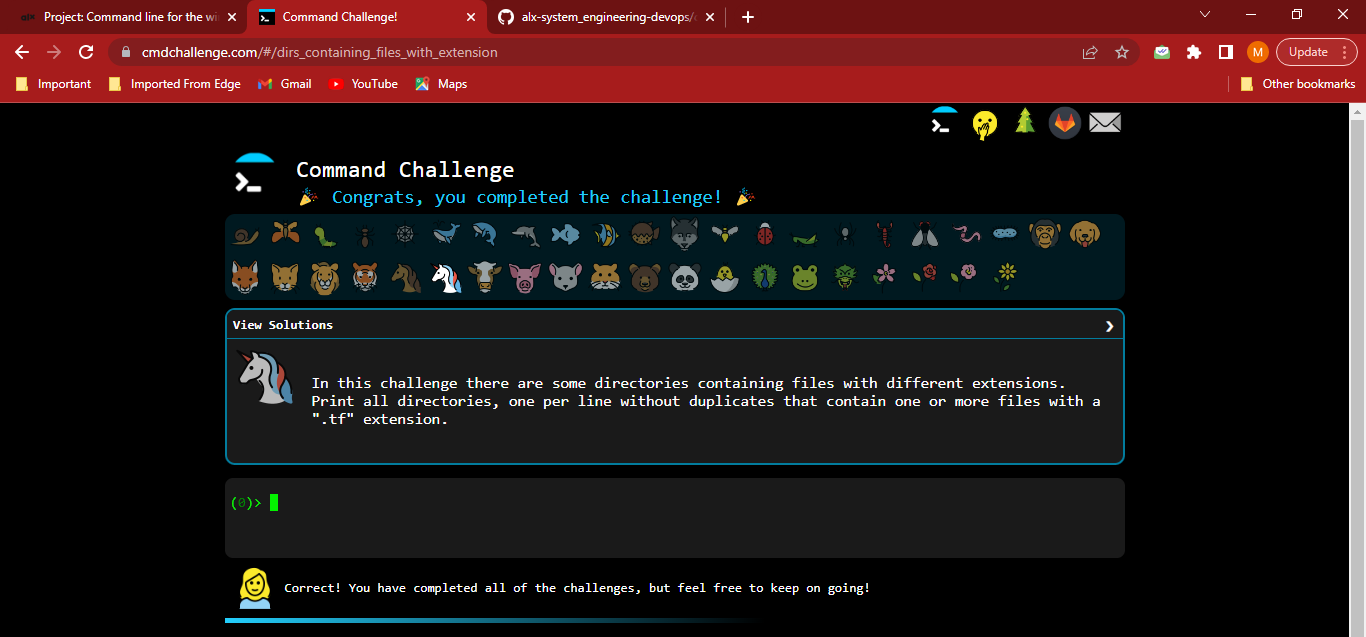 alx Project: Command line for the wi
Command Challenge!
alx-system_engineering-devops/c
cmdchallenge.com/#/dirs_containing_files_with_extension
M
Update
Important
Imported From Edge
Gmail
YouTube
Maps
Other bookmarks
Command Challenge
Congrats, you completed the challenge!
View Solutions
In this challenge there are some directories containing files with different extensions.
Print all directories, one per line without duplicates that contain one or more files with a
".tf" extension.
(0)>
Correct! You have completed all of the challenges, but feel free to keep on going!